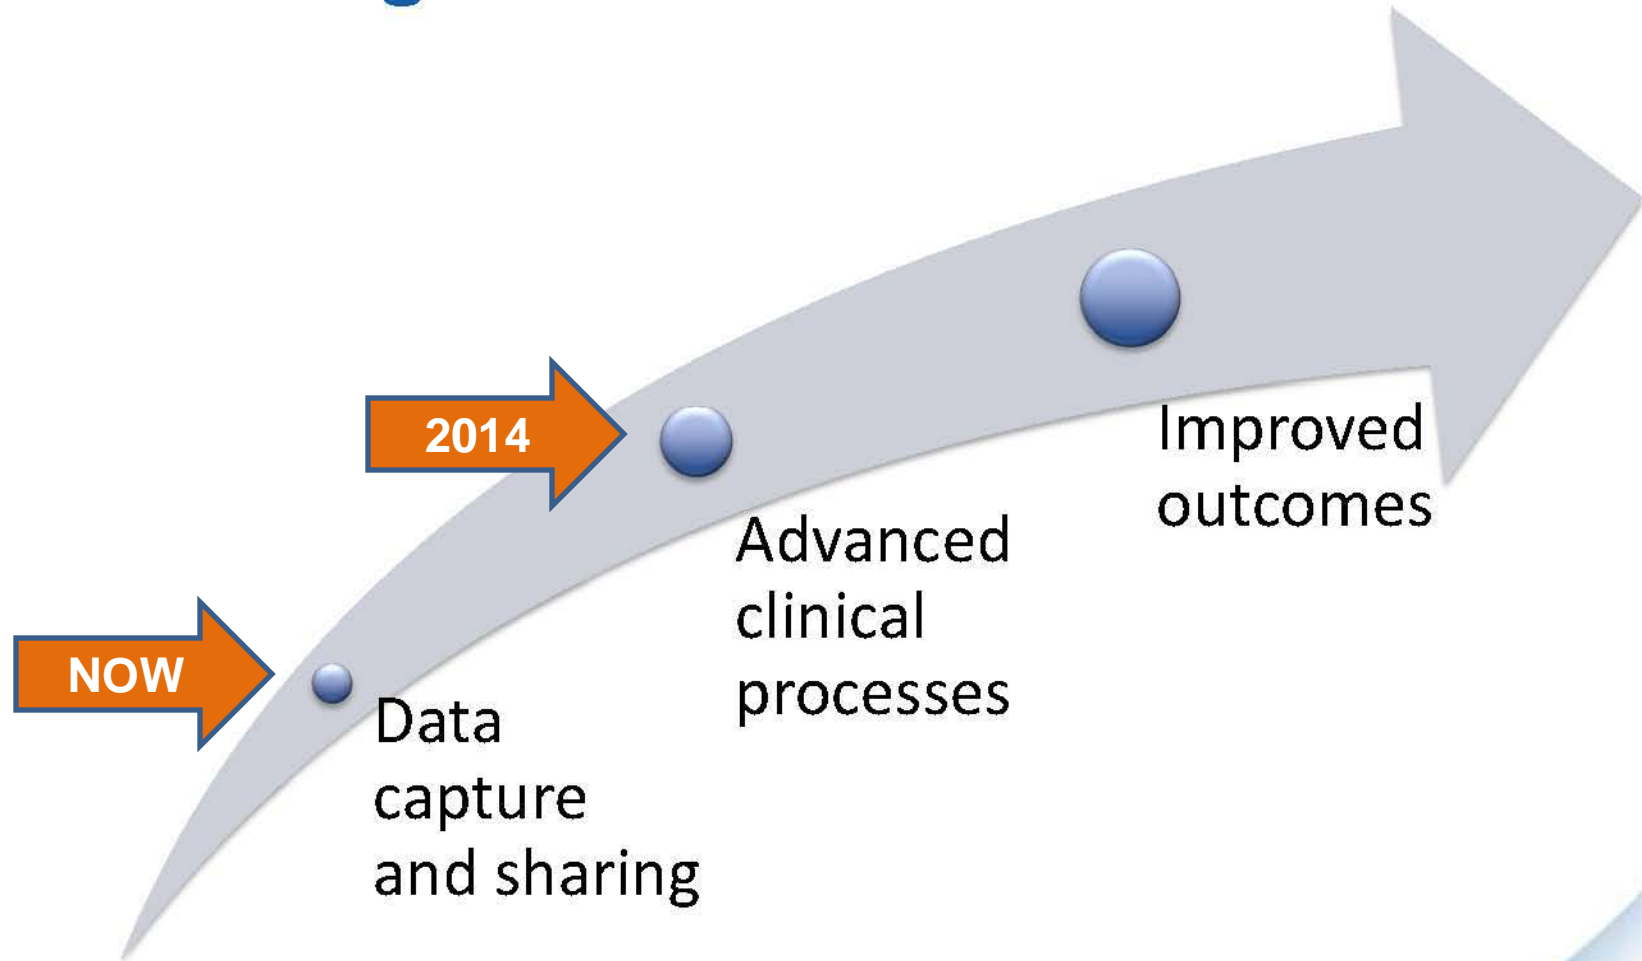 2014
Improved
outcomes
Advanced
clinical
processes
NOW
Data
capture
and sharing